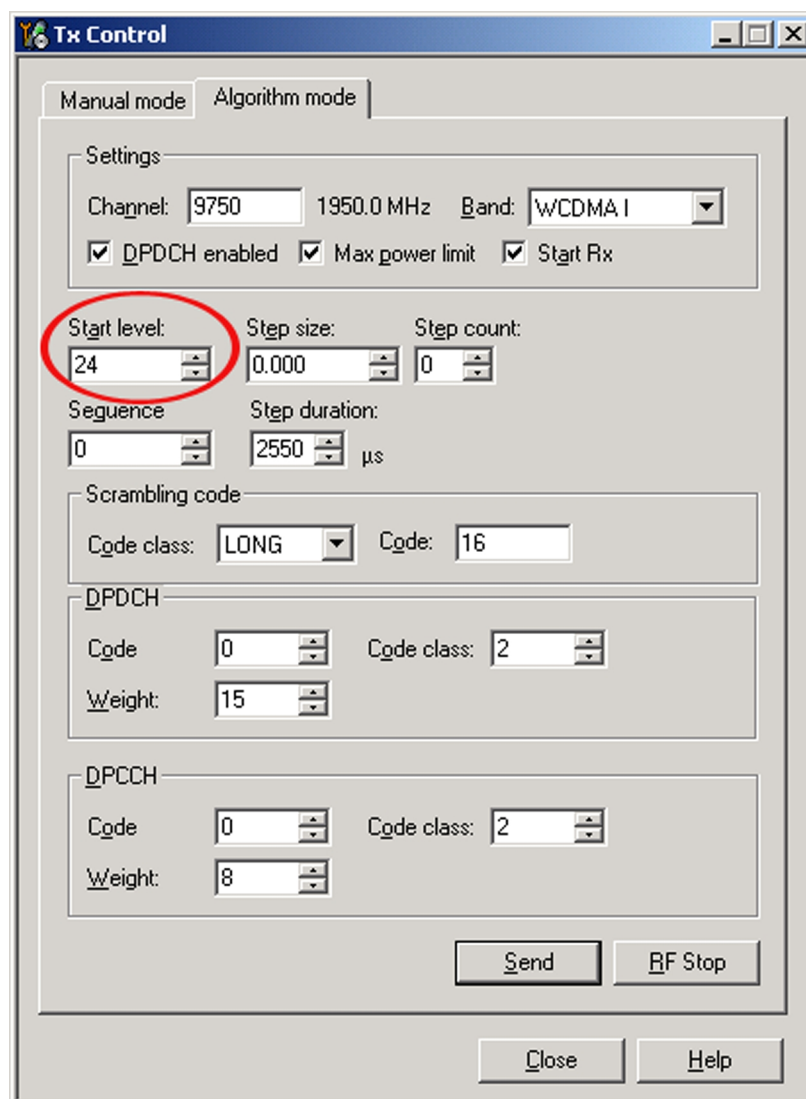 Tx Control
Manual mode Algorithm mode
Settings
Channel: 9750 1950.0 MHz Band: WCDMA I
DPDCH enabled Max power limit Start Rx
Start level: Step size: Step count:
24 0.000 0
Seguence Step duration:
0 2550 µs
Scrambling code
Code class: LONG Code: 16
DPDCH
Code 0 Code class: 2
Weight: 15
DPCCH
Code 0 Code class: 2
Weight: 8
Send RF Stop
Close Help